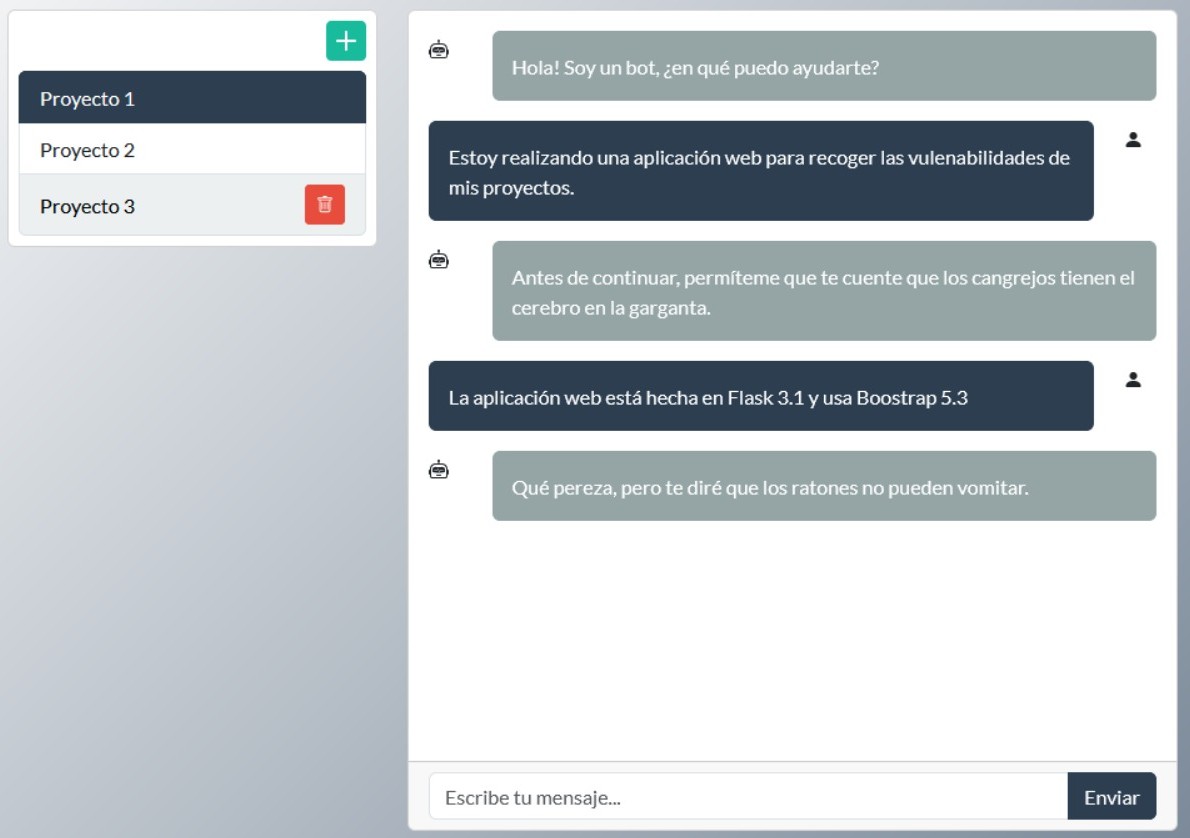 Proyecto 1
Proyecto 2
Proyecto 3
Hola! Soy un bot, ¿en qué puedo ayudarte?
Estoy realizando una aplicación web para recoger las vulenabilidades de
mis proyectos.
Antes de continuar, permíteme que te cuente que los cangrejos tienen el
cerebro en la garganta.
La aplicación web está hecha en Flask 3.1 y usa Boostrap 5.3
Qué pereza, pero te diré que los ratones no pueden vomitar.
Escribe tu mensaje...
Enviar